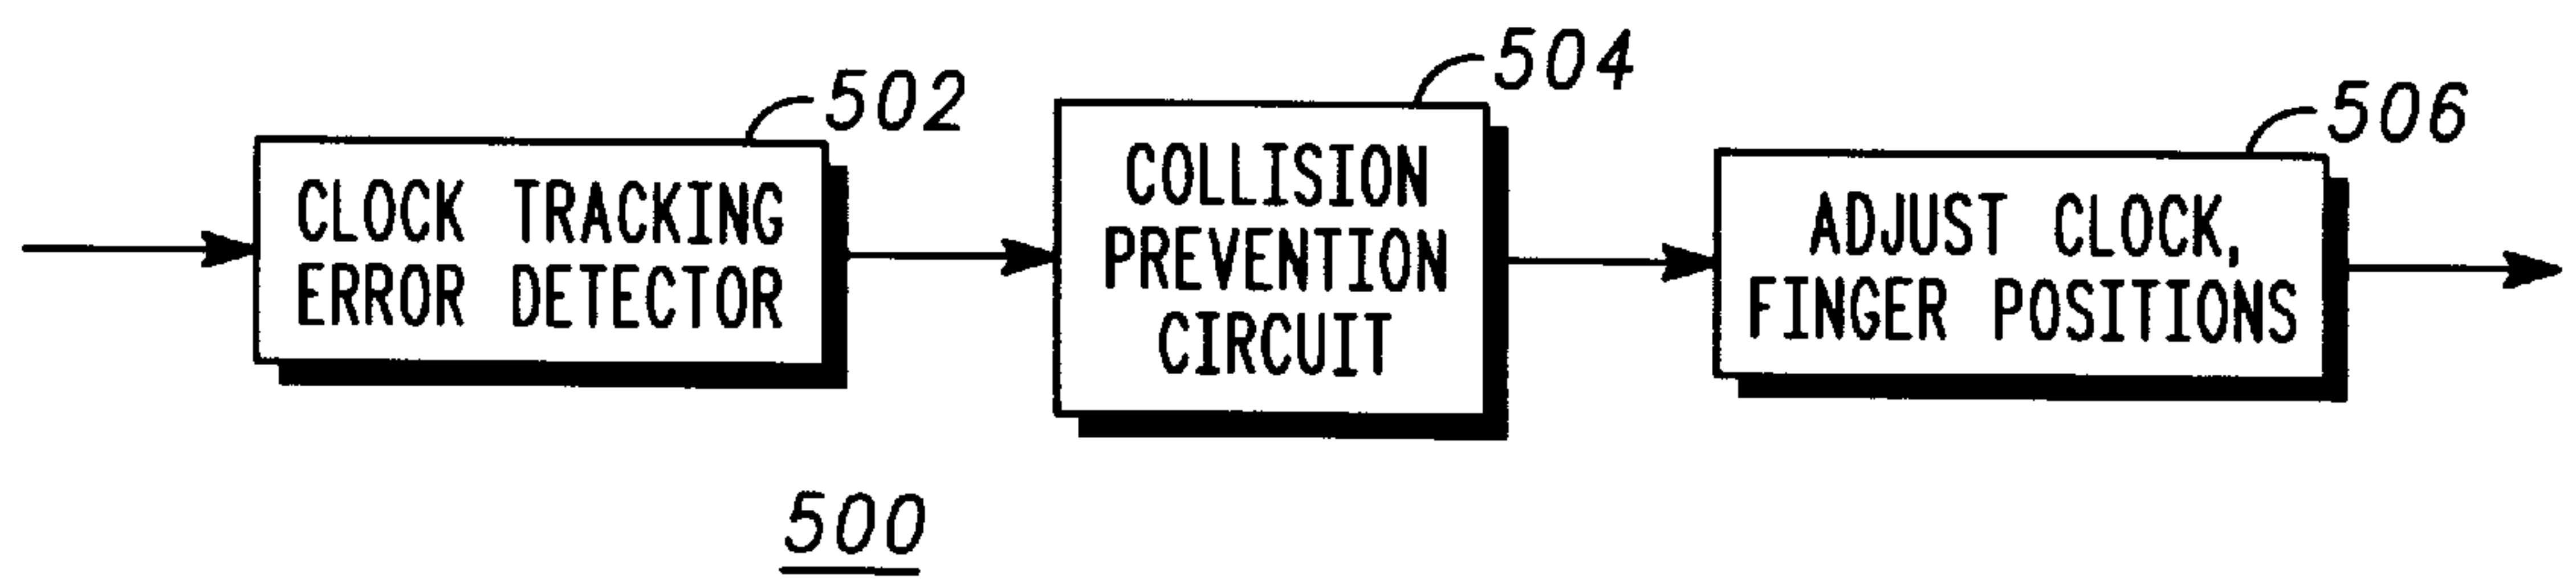 502
CLOCK TRACKING
ERROR DETECTOR
504
COLLISION
PREVENTION
CIRCUIT
506
ADJUST CLOCK,
FINGER POSITIONS
500